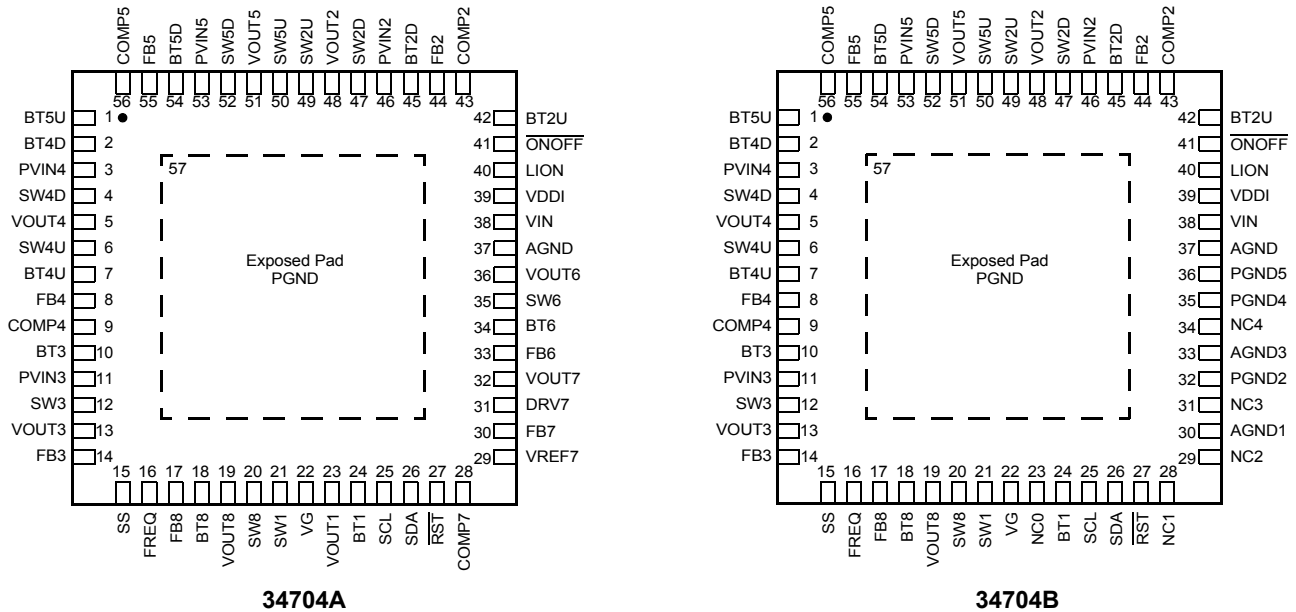 COMP5 FB5 BT5D PVIN5 SW5D VOUT5 SW5U SW2U VOUT2 SW2D PVIN2 BT2D FB2 COMP2
56 55 54 53 52 51 50 49 48 47 46 45 44 43
BT5U 1 42 BT2U
BT4D 2 41 ONOFF
PVIN4 3 57 40 LION
SW4D 4 39 VDDI
VOUT4 5 38 VIN
SW4U 6 37 AGND
Exposed Pad
PGND
BT4U 7 36 VOUT6
FB4 8 35 SW6
COMP4 9 34 BT6
BT3 10 33 FB6
PVIN3 11 32 VOUT7
SW3 12 31 DRV7
VOUT3 13 30 FB7
FB3 14 29 VREF7
15 16 17 18 19 20 21 22 23 24 25 26 27 28
SS FREQ FB8 BT8 VOUT8 SW8 SW1 VG VOUT1 BT1 SCL SDA RST COMP7
34704A
COMP5 FB5 BT5D PVIN5 SW5D VOUT5 SW5U SW2U VOUT2 SW2D PVIN2 BT2D FB2 COMP2
56 55 54 53 52 51 50 49 48 47 46 45 44 43
BT5U 1 42 BT2U
BT4D 2 41 ONOFF
PVIN4 3 57 40 LION
SW4D 4 39 VDDI
VOUT4 5 38 VIN
SW4U 6 37 AGND
Exposed Pad
PGND
BT4U 7 36 PGND5
FB4 8 35 PGND4
COMP4 9 34 NC4
BT3 10 33 AGND3
PVIN3 11 32 PGND2
SW3 12 31 NC3
VOUT3 13 30 AGND1
FB3 14 29 NC2
15 16 17 18 19 20 21 22 23 24 25 26 27 28
SS FREQ FB8 BT8 VOUT8 SW8 SW1 VG NC0 BT1 SCL SDA RST NC1
34704B